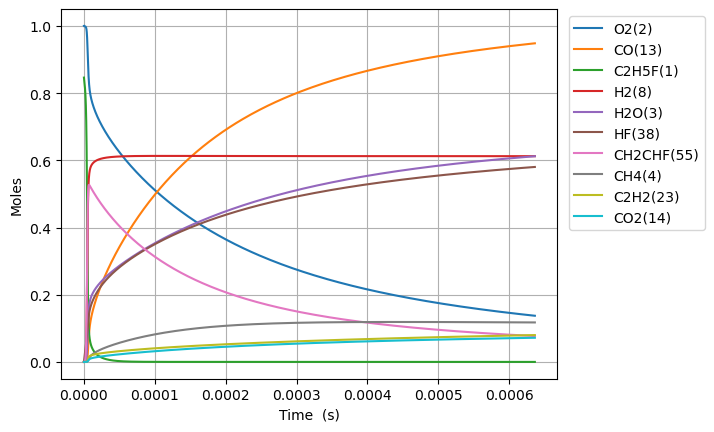 1.0
0.8
0.6
0.4
0.2
0.0
Moles
0.0000 0.0001 0.0002 0.0003 0.0004 0.0005 0.0006
Time (s)
O2(2)
CO(13)
C2H5F(1)
H2(8)
H2O(3)
HF(38)
CH2CHF(55)
CH4(4)
C2H2(23)
CO2(14)